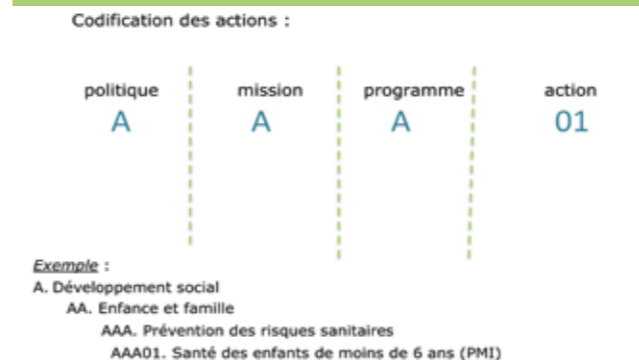 Codification des actions :
politique mission programme action
A A A 01
Exemple :
A. Développement social
AA. Enfance et famille
AAA. Prévention des risques sanitaires
AAA01. Santé des enfants de moins de 6 ans (PMI)